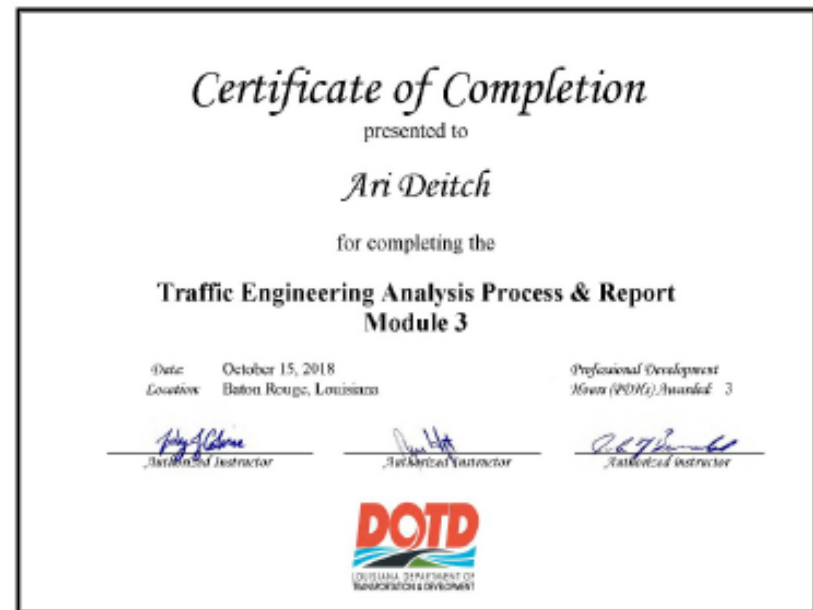 Certificate of Completion
presented to
Ari Deitch
for completing the
Traffic Engineering Analysis Process & Report
Module 3
Date: October 15, 2018
Location: Baton Rouge, Louisiana
Professional Development
Hours (PDHs) Awarded: 3
Authorized Instructor
Authorized Instructor
Authorized Instructor
DOTD
LOUISIANA DEPARTMENT OF
TRANSPORTATION & DEVELOPMENT